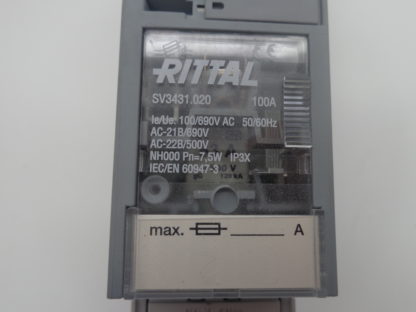 RITTAL
SV3431.020 100A
Ie/Ue: 100/690V AC 50/60Hz
AC-21B/690V
AC-22B/500V
NH000 Pn=7,5W IP3X
IEC/EN 60947-3
max. _____ A